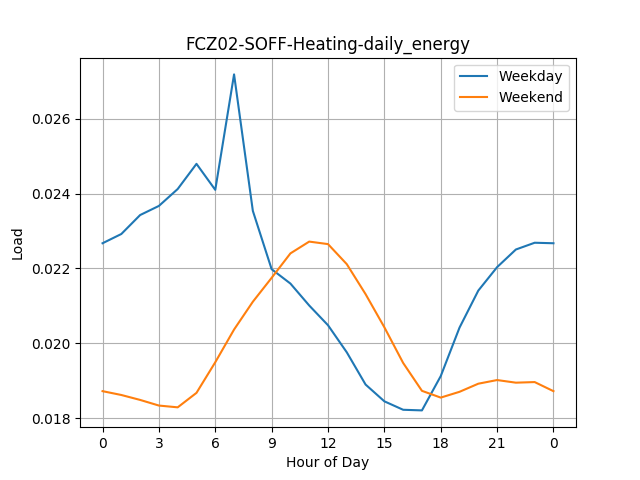 FCZ02-SOFF-Heating-daily_energy
Weekday
Weekend
0.026
0.024
0.022
0.020
0.018
Load
0 3 6 9 12 15 18 21 0
Hour of Day